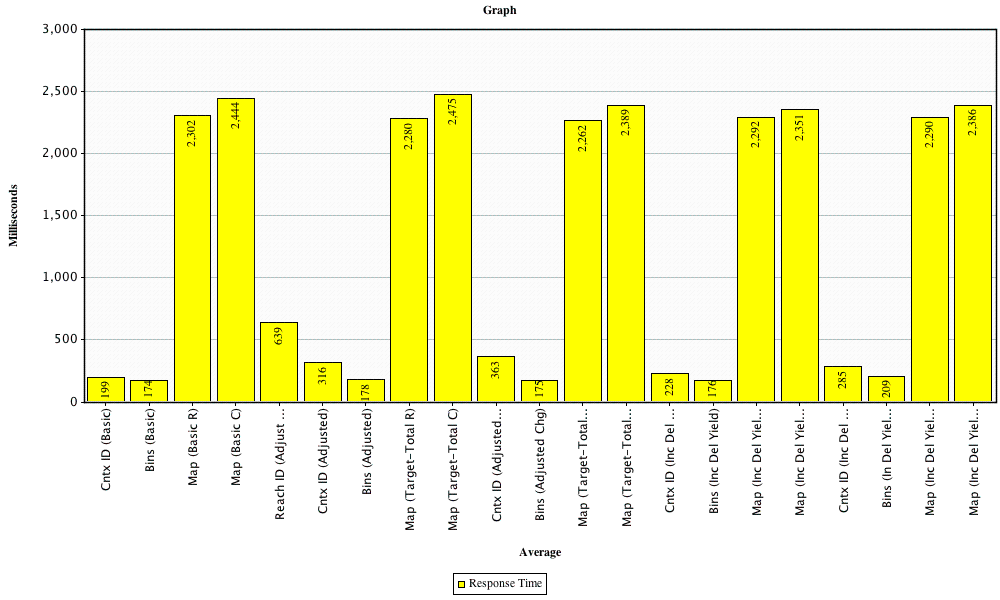 Graph
3,000
2,500
2,000
1,500
1,000
500
0
Milliseconds
199
174
2,302
2,444
639
316
178
2,280
2,475
363
175
2,262
2,389
228
176
2,292
2,351
285
209
2,290
2,386
Cntx ID (Basic)
Bins (Basic)
Map (Basic R)
Map (Basic C)
Reach ID (Adjust ...
Cntx ID (Adjusted)
Bins (Adjusted)
Map (Target-Total R)
Map (Target-Total C)
Cntx ID (Adjusted...
Bins (Adjusted Chg)
Map (Target-Total...
Map (Target-Total...
Cntx ID (Inc Del ...
Bins (Inc Del Yield)
Map (Inc Del Yiel...
Map (Inc Del Yiel...
Cntx ID (Inc Del ...
Bins (In Del Yiel...
Map (Inc Del Yiel...
Map (Inc Del Yiel...
Average
Response Time